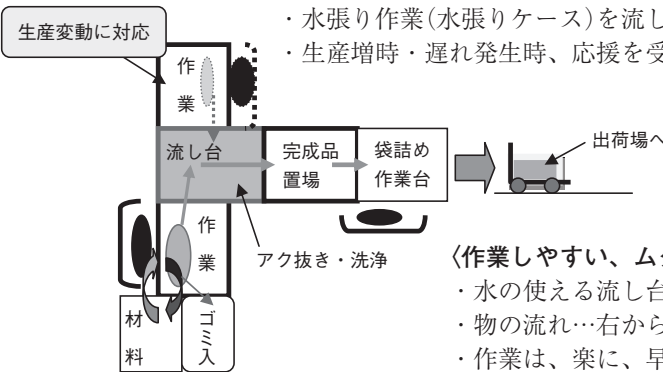 ・水張り作業(水張りケース)を流し
生産変動に対応
・生産増時・遅れ発生時、応援を受
作業
流し台
完成品置場
袋詰め作業台
出荷場へ
作業
アク抜き・洗浄
〈作業しやすい、ム
・水の使える流し台
・物の流れ…右から
・作業は、楽に、早
材料
ゴミ入